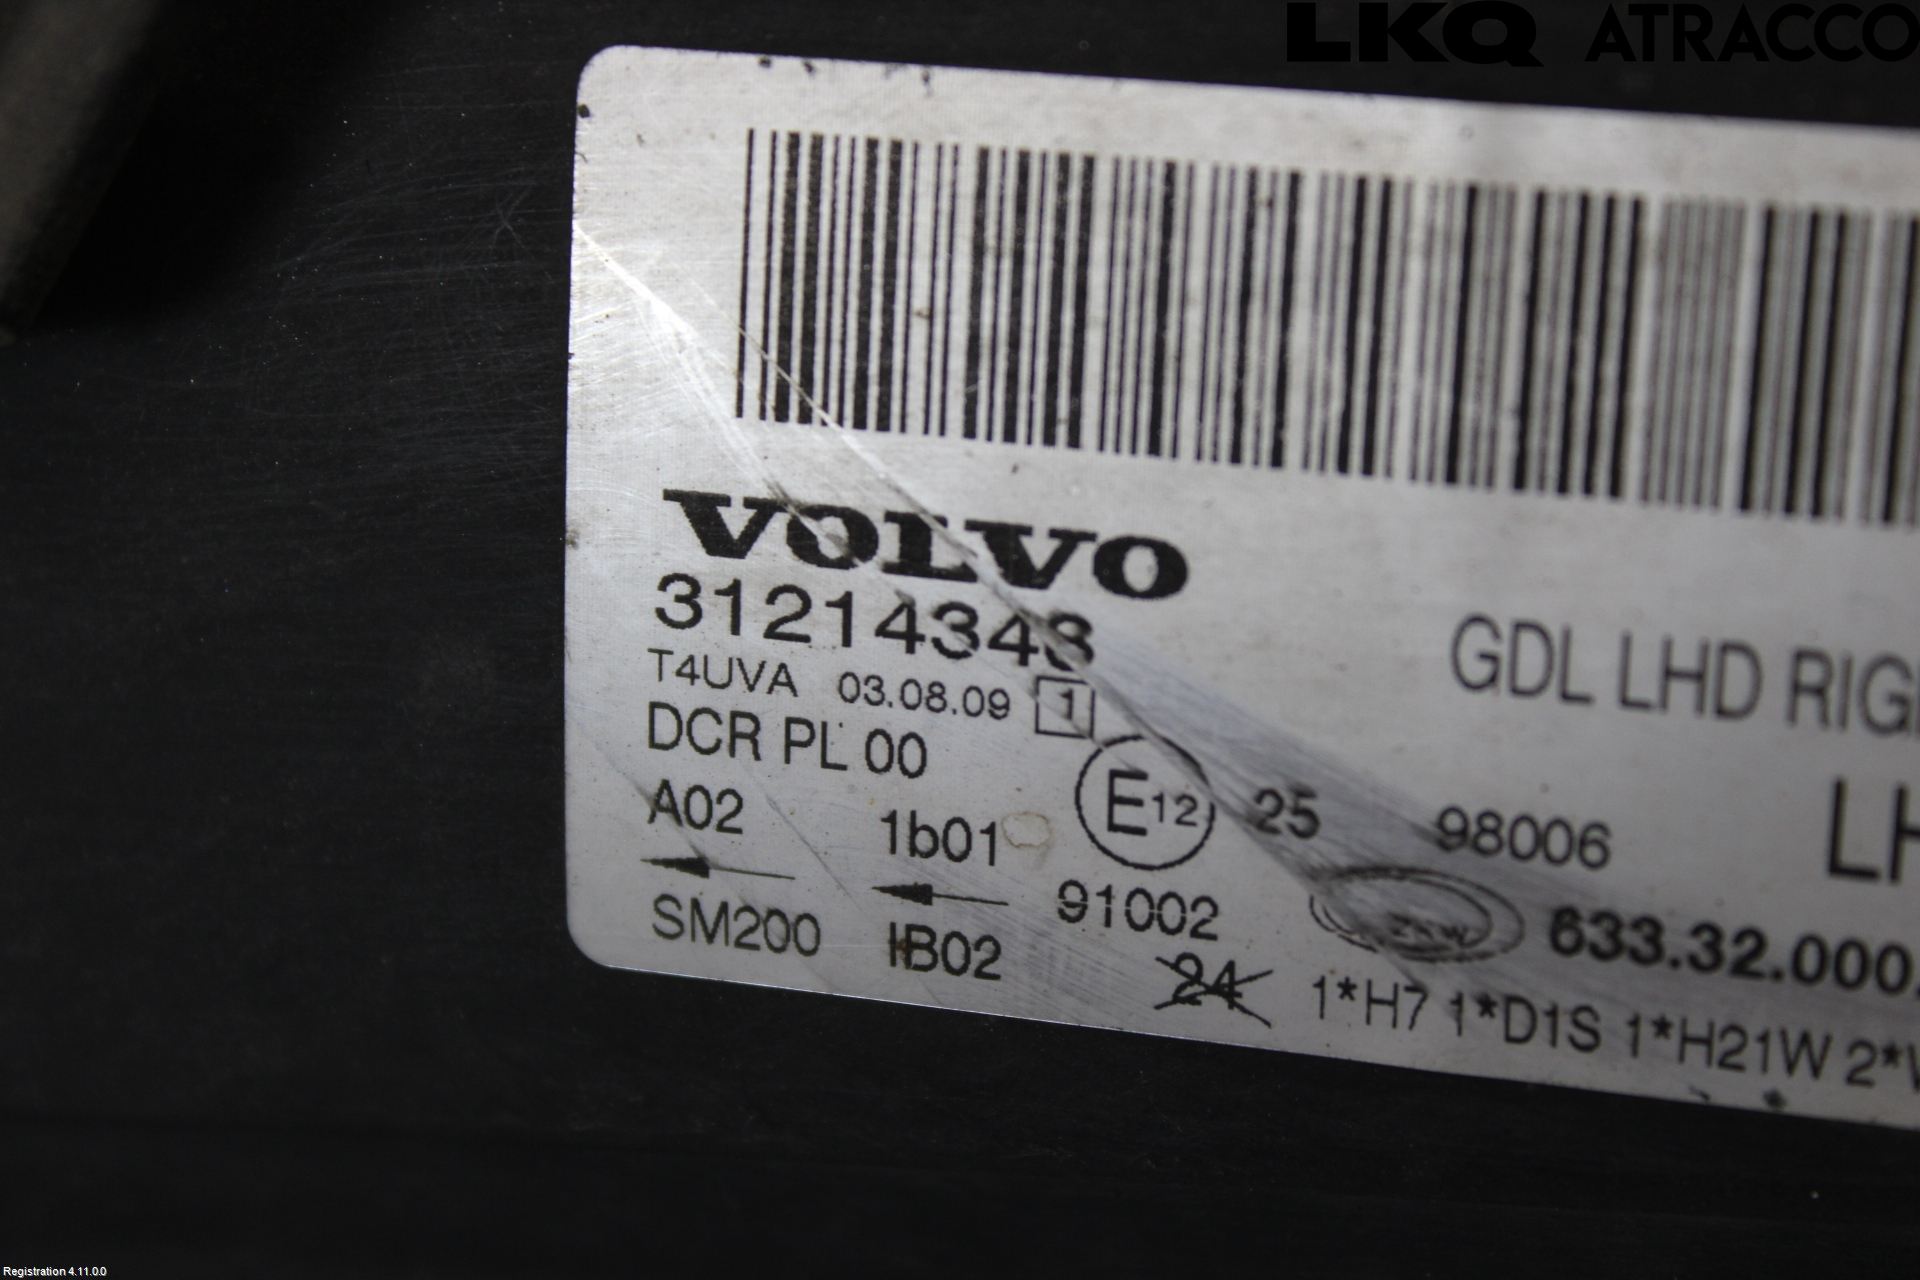 LKQ ATRACCO
VOLVO
31214348
GDL LHD RIG
T4UVA 03.08.09 1
DCR PL 00
LH
A02 1b01 E12 25 98006
SM200 IB02 91002 ZKW 633.32.000.
24 1*H7 1*D1S 1*H21W 2*W
Registration 4.11.0.0